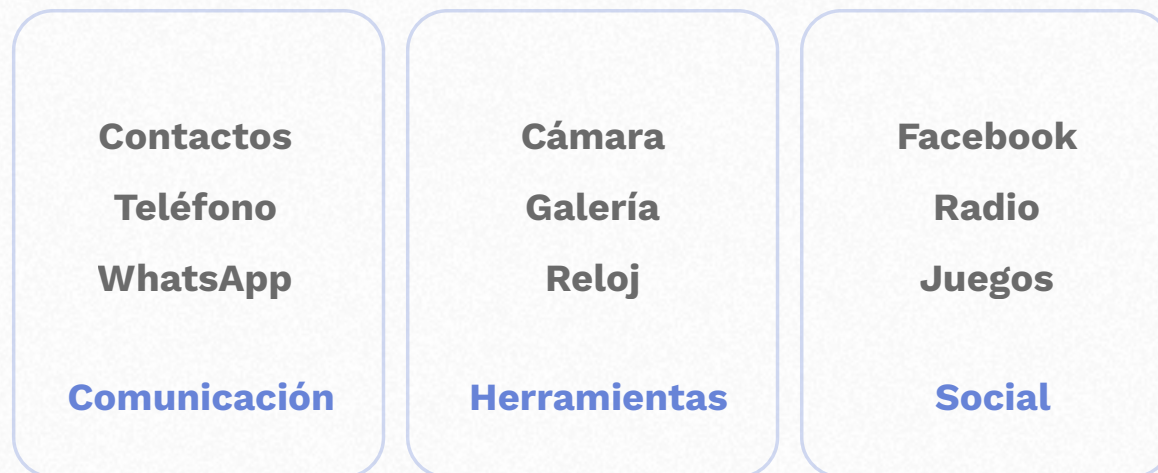 Contactos
Teléfono
WhatsApp
Comunicación
Cámara
Galería
Reloj
Herramientas
Facebook
Radio
Juegos
Social